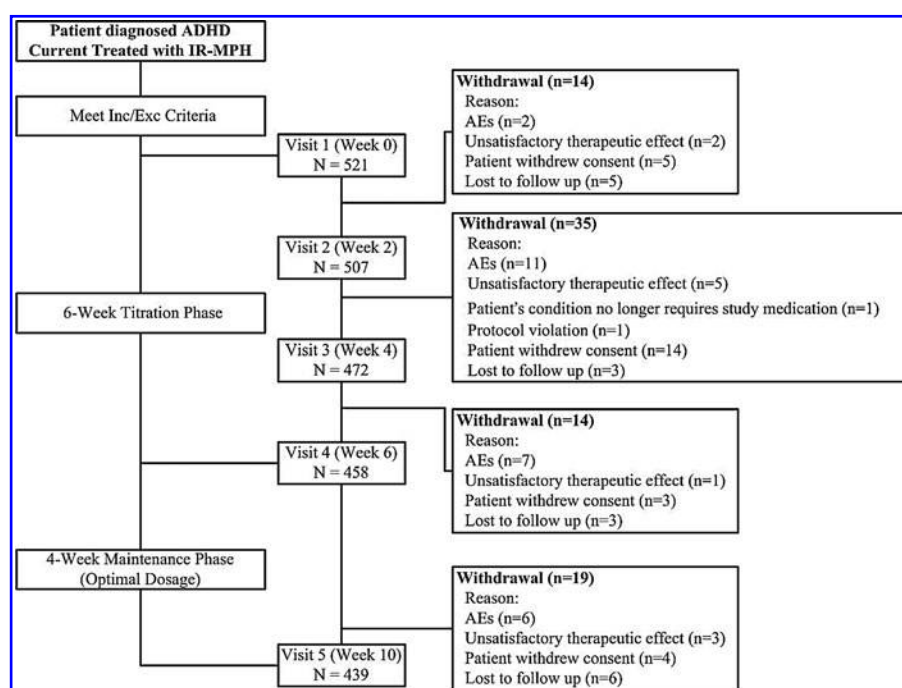 Patient diagnosed ADHD
Current Treated with IR-MPH
Meet Inc/Exc Criteria
Visit 1 (Week 0)
N = 521
Withdrawal (n=14)
Reason:
AEs (n=2)
Unsatisfactory therapeutic effect (n=2)
Patient withdrew consent (n=5)
Lost to follow up (n=5)
Visit 2 (Week 2)
N = 507
Withdrawal (n=35)
Reason:
AEs (n=11)
Unsatisfactory therapeutic effect (n=5)
Patient's condition no longer requires study medication (n=1)
Protocol violation (n=1)
Patient withdrew consent (n=14)
Lost to follow up (n=3)
6-Week Titration Phase
Visit 3 (Week 4)
N = 472
Withdrawal (n=14)
Reason:
AEs (n=7)
Unsatisfactory therapeutic effect (n=1)
Patient withdrew consent (n=3)
Lost to follow up (n=3)
Visit 4 (Week 6)
N = 458
4-Week Maintenance Phase
(Optimal Dosage)
Withdrawal (n=19)
Reason:
AEs (n=6)
Unsatisfactory therapeutic effect (n=3)
Patient withdrew consent (n=4)
Lost to follow up (n=6)
Visit 5 (Week 10)
N = 439